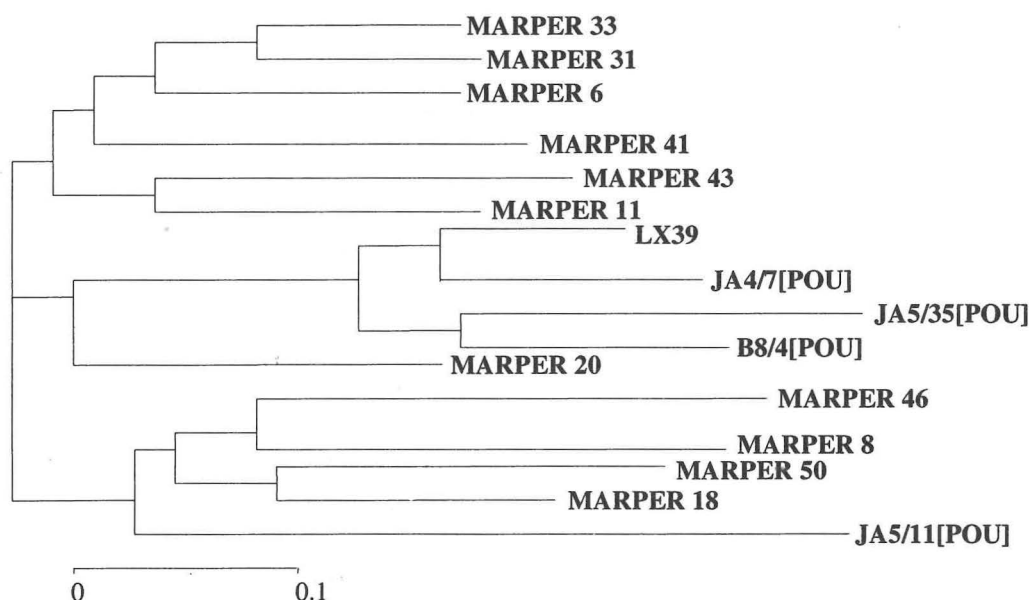 MARPER 33
MARPER 31
MARPER 6
MARPER 41
MARPER 43
MARPER 11
LX39
JA4/7[POU]
JA5/35[POU]
B8/4[POU]
MARPER 20
MARPER 46
MARPER 8
MARPER 50
MARPER 18
JA5/11[POU]
0 0.1